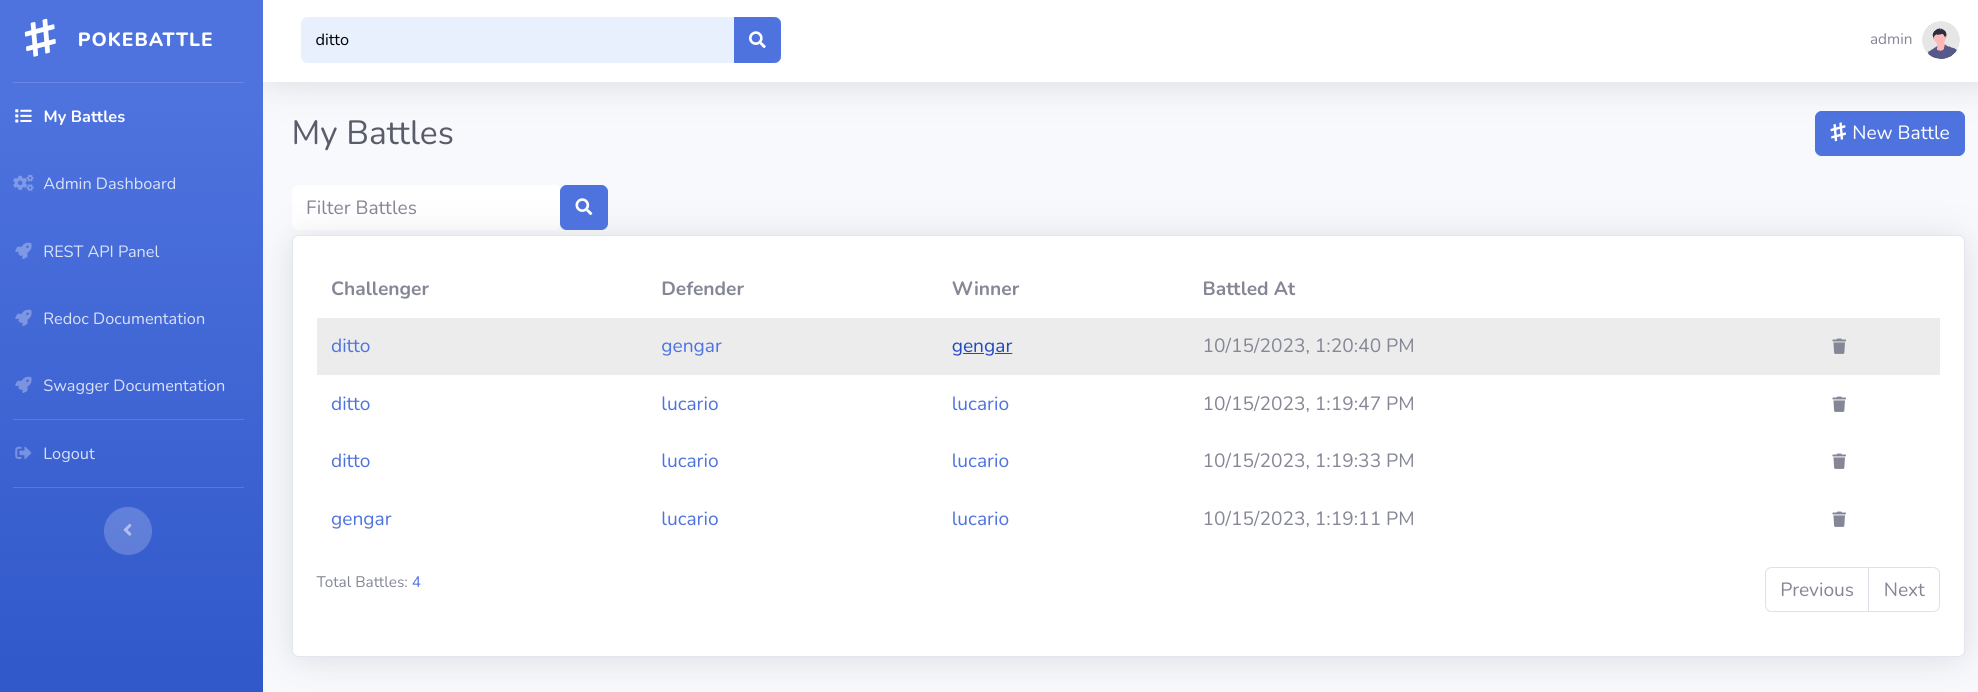 POKEBATTLE
ditto
admin
My Battles
Admin Dashboard
REST API Panel
Redoc Documentation
Swagger Documentation
Logout
My Battles
New Battle
Filter Battles
Challenger Defender Winner Battled At
ditto gengar gengar 10/15/2023, 1:20:40 PM
ditto lucario lucario 10/15/2023, 1:19:47 PM
ditto lucario lucario 10/15/2023, 1:19:33 PM
gengar lucario lucario 10/15/2023, 1:19:11 PM
Total Battles: 4
Previous Next